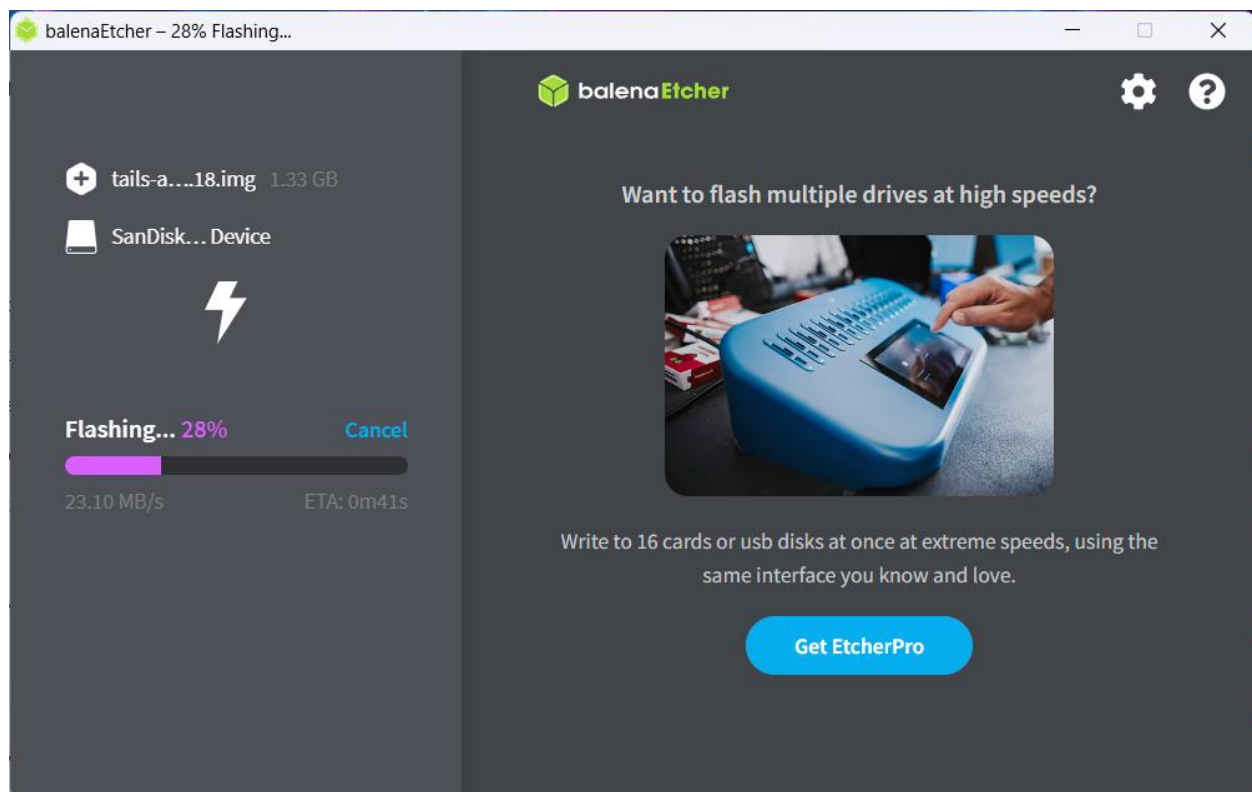 balenaEtcher – 28% Flashing...
balenaEtcher
tails-a….18.img 1.33 GB
SanDisk… Device
Flashing... 28% Cancel
23.10 MB/s ETA: 0m41s
Want to flash multiple drives at high speeds?
Write to 16 cards or usb disks at once at extreme speeds, using the
same interface you know and love.
Get EtcherPro